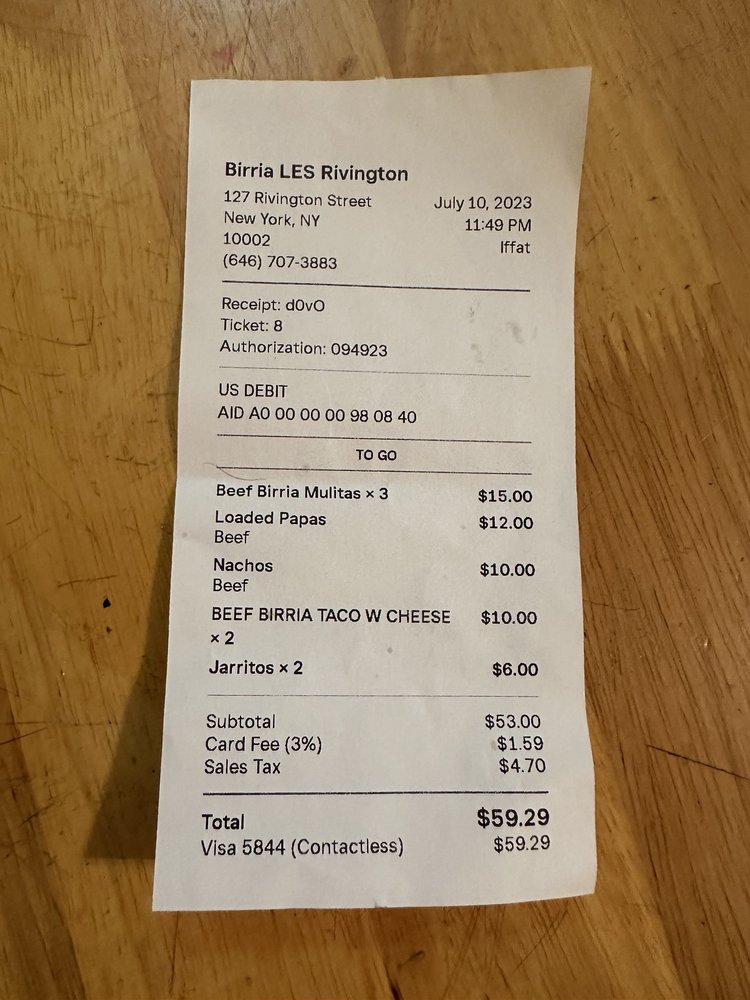 Birria LES Rivington
127 Rivington Street July 10, 2023
New York, NY 11:49 PM
10002 Iffat
(646) 707-3883
Receipt: d0vO
Ticket: 8
Authorization: 094923
US DEBIT
AID A0 00 00 00 98 08 40
TO GO
Beef Birria Mulitas × 3 $15.00
Loaded Papas $12.00
Beef
Nachos $10.00
Beef
BEEF BIRRIA TACO W CHEESE $10.00
× 2
Jarritos × 2 $6.00
Subtotal $53.00
Card Fee (3%) $1.59
Sales Tax $4.70
Total $59.29
Visa 5844 (Contactless) $59.29